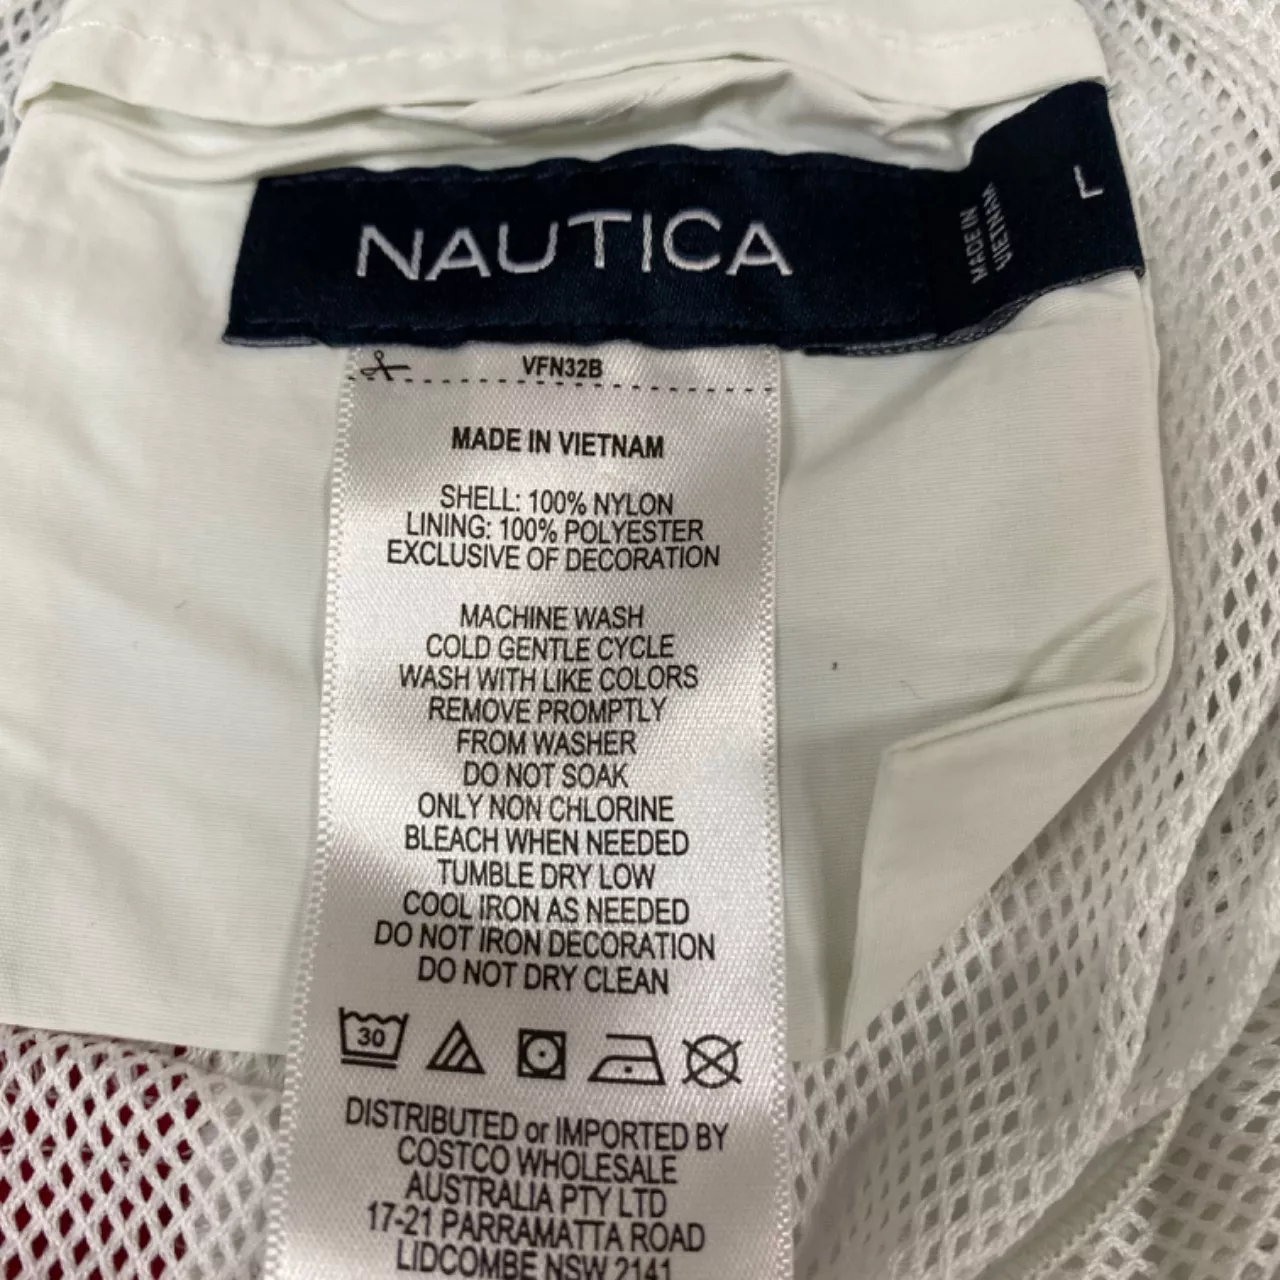 NAUTICA
MADE IN
VIETNAM
L
VFN32B
MADE IN VIETNAM
SHELL: 100% NYLON
LINING: 100% POLYESTER
EXCLUSIVE OF DECORATION
MACHINE WASH
COLD GENTLE CYCLE
WASH WITH LIKE COLORS
REMOVE PROMPTLY
FROM WASHER
DO NOT SOAK
ONLY NON CHLORINE
BLEACH WHEN NEEDED
TUMBLE DRY LOW
COOL IRON AS NEEDED
DO NOT IRON DECORATION
DO NOT DRY CLEAN
30
DISTRIBUTED or IMPORTED BY
COSTCO WHOLESALE
AUSTRALIA PTY LTD
17-21 PARRAMATTA ROAD
LIDCOMBE NSW 2141